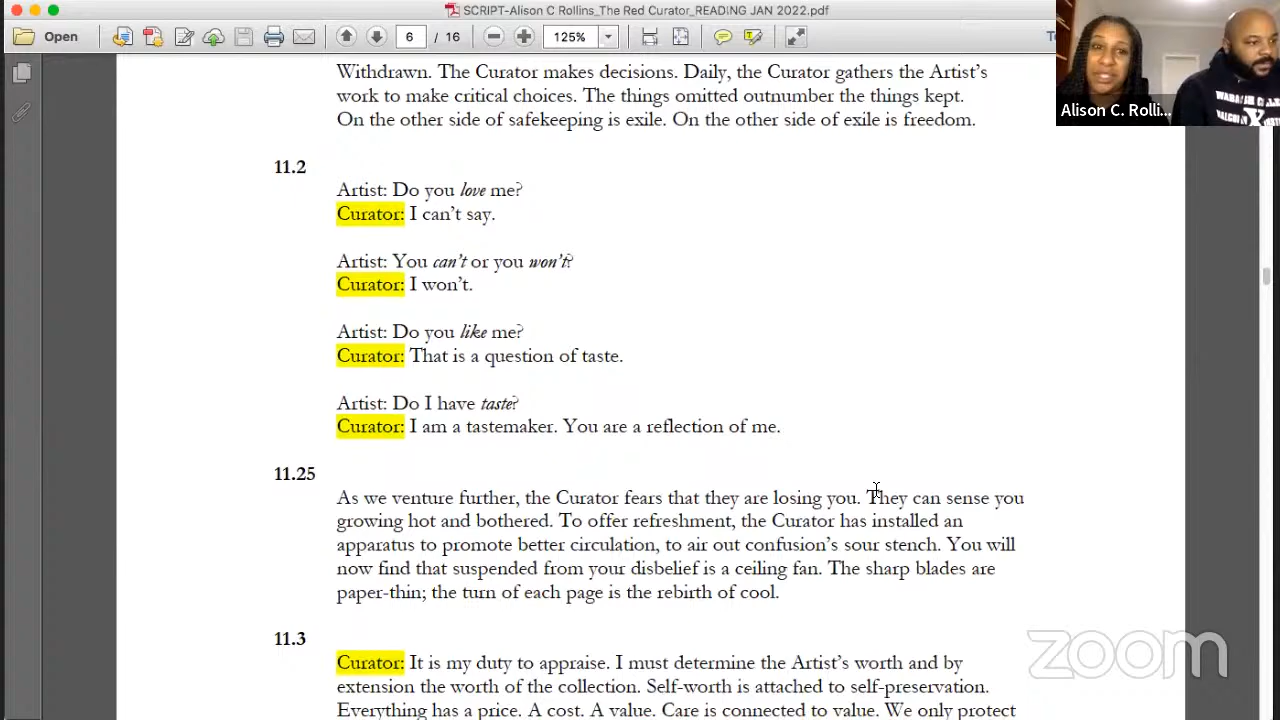 SCRIPT-Alison C Rollins_The Red Curator_READING JAN 2022.pdf
Open
6
/ 16
125%
Withdrawn. The Curator makes decisions. Daily, the Curator gathers the Artist's
work to make critical choices. The things omitted outnumber the things kept.
On the other side of safekeeping is exile. On the other side of exile is freedom.
Alison C. Rolli...
11.2
Artist: Do you love me?
Curator: I can't say.
Artist: You can't or you won't?
Curator: I won't.
Artist: Do you like me?
Curator: That is a question of taste.
Artist: Do I have taste?
Curator: I am a tastemaker. You are a reflection of me.
11.25
As we venture further, the Curator fears that they are losing you. They can sense you
growing hot and bothered. To offer refreshment, the Curator has installed an
apparatus to promote better circulation, to air out confusion's sour stench. You will
now find that suspended from your disbelief is a ceiling fan. The sharp blades are
paper-thin; the turn of each page is the rebirth of cool.
11.3
Curator: It is my duty to appraise. I must determine the Artist's worth and by
extension the worth of the collection. Self-worth is attached to self-preservation.
Everything has a price. A cost. A value. Care is connected to value. We only protect
zoom